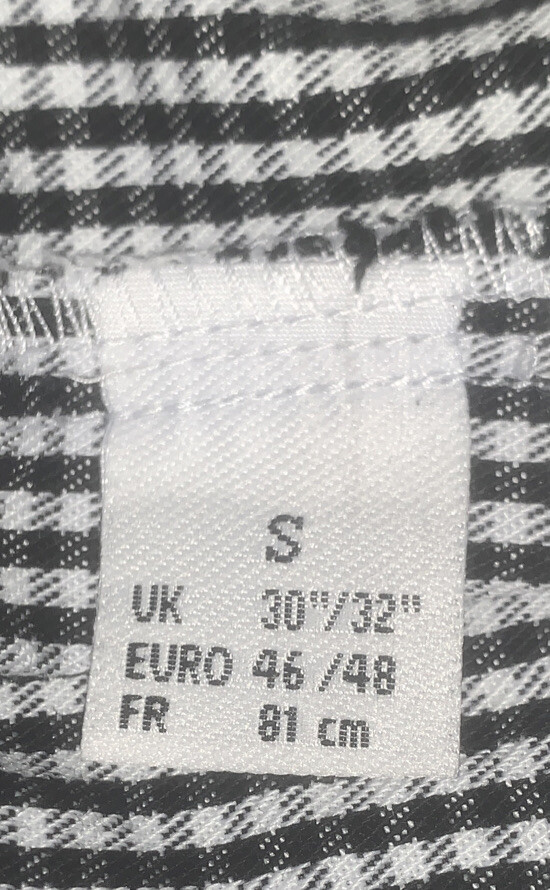 S
UK 30"/32"
EURO 46/48
FR 81 cm